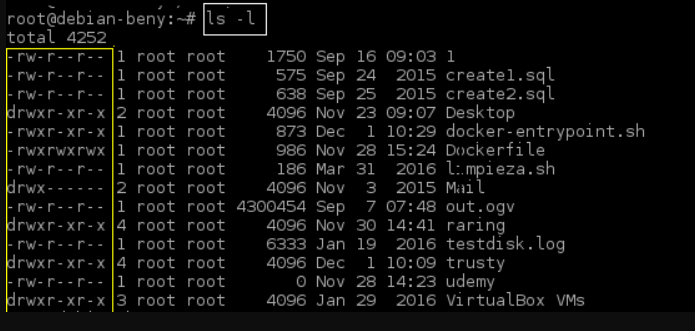 root@debian-beny:~# ls -l
total 4252
-rw-r--r-- 1 root root 1750 Sep 16 09:03 1
-rw-r--r-- 1 root root 575 Sep 24 2015 create1.sql
-rw-r--r-- 1 root root 638 Sep 25 2015 create2.sql
drwxr-xr-x 2 root root 4096 Nov 23 09:07 Desktop
-rwxr-xr-x 1 root root 873 Dec 1 10:29 docker-entrypoint.sh
-rwxrwxrwx 1 root root 986 Nov 28 15:24 Dockerfile
-rw-r--r-- 1 root root 186 Mar 31 2016 limpieza.sh
drwx------ 2 root root 4096 Nov 3 2015 Mail
-rw-r--r-- 1 root root 4300454 Sep 7 07:48 out.ogv
drwxr-xr-x 4 root root 4096 Nov 30 14:41 raring
-rw-r--r-- 1 root root 6333 Jan 19 2016 testdisk.log
drwxr-xr-x 4 root root 4096 Dec 1 10:09 trusty
-rw-r--r-- 1 root root 0 Nov 28 14:23 udemy
drwxr-xr-x 3 root root 4096 Jan 29 2016 VirtualBox VMs